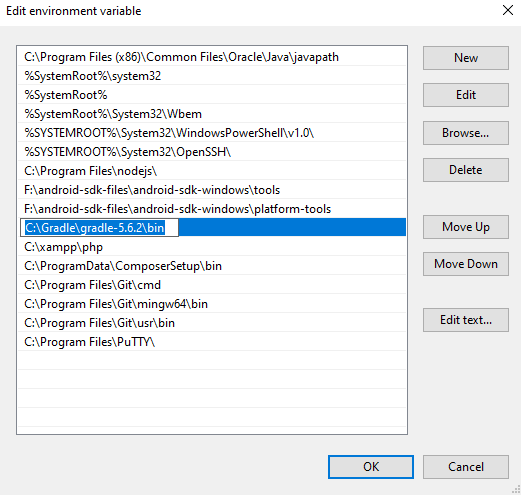 Edit environment variable
C:\Program Files (x86)\Common Files\Oracle\Java\javapath
%SystemRoot%\system32
%SystemRoot%
%SystemRoot%\System32\Wbem
%SYSTEMROOT%\System32\WindowsPowerShell\v1.0\
%SYSTEMROOT%\System32\OpenSSH\
C:\Program Files\nodejs\
F:\android-sdk-files\android-sdk-windows\tools
F:\android-sdk-files\android-sdk-windows\platform-tools
C:\Gradle\gradle-5.6.2\bin
C:\xampp\php
C:\ProgramData\ComposerSetup\bin
C:\Program Files\Git\cmd
C:\Program Files\Git\mingw64\bin
C:\Program Files\Git\usr\bin
C:\Program Files\PuTTY\
New
Edit
Browse...
Delete
Move Up
Move Down
Edit text...
OK
Cancel